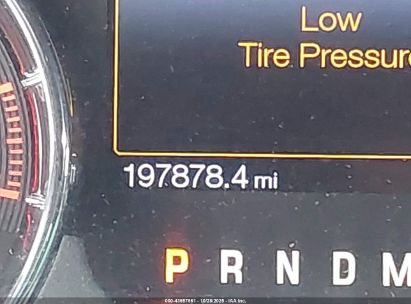 Low
Tire Pressure
197878.4 mi
P R N D M